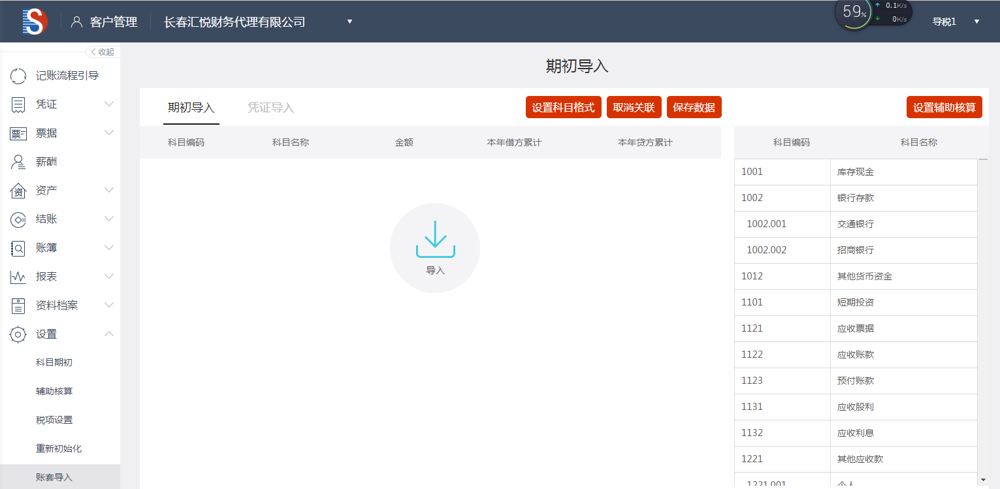 S
客户管理
长春汇悦财务代理有限公司
59%
0.1K/s
0K/s
导税1
收起
记账流程引导
凭证
票据
薪酬
资产
结账
账簿
报表
资料档案
设置
科目期初
辅助核算
税项设置
重新初始化
账套导入
期初导入
期初导入 凭证导入 设置科目格式 取消关联 保存数据 设置辅助核算
科目编码 科目名称 金额 本年借方累计 本年贷方累计
导入
科目编码 科目名称
1001 库存现金
1002 银行存款
1002.001 交通银行
1002.002 招商银行
1012 其他货币资金
1101 短期投资
1121 应收票据
1122 应收账款
1123 预付账款
1131 应收股利
1132 应收利息
1221 其他应收款
1221.001 个人